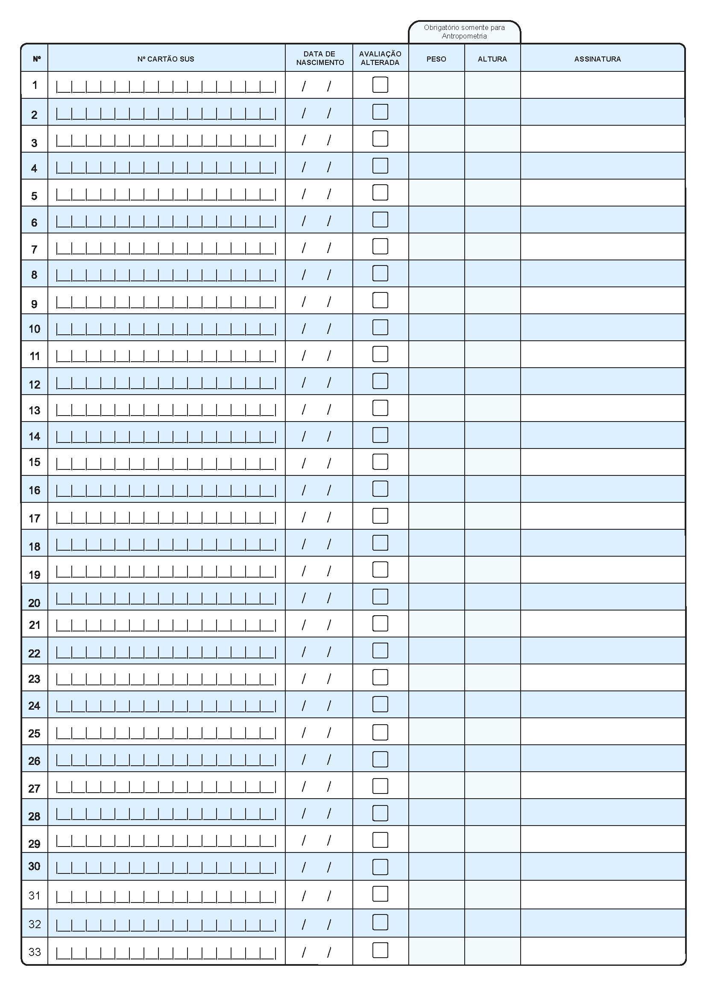 Obrigatório somente para
Antropometria
Nº Nº CARTÃO SUS DATA DE NASCIMENTO AVALIAÇÃO ALTERADA PESO ALTURA ASSINATURA
1 / /
2 / /
3 / /
4 / /
5 / /
6 / /
7 / /
8 / /
9 / /
10 / /
11 / /
12 / /
13 / /
14 / /
15 / /
16 / /
17 / /
18 / /
19 / /
20 / /
21 / /
22 / /
23 / /
24 / /
25 / /
26 / /
27 / /
28 / /
29 / /
30 / /
31 / /
32 / /
33 / /